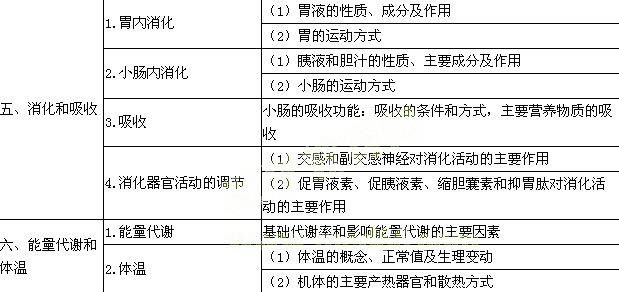 五、消化和吸收
1.胃内消化
（1）胃液的性质、成分及作用
（2）胃的运动方式
2.小肠内消化
（1）胰液和胆汁的性质、主要成分及作用
（2）小肠的运动方式
3.吸收
小肠的吸收功能：吸收的条件和方式，主要营养物质的吸
收
4.消化器官活动的调节
（1）交感和副交感神经对消化活动的主要作用
（2）促胃液素、促胰液素、缩胆囊素和抑胃肽对消化活
动的主要作用
六、能量代谢和
体温
1.能量代谢
基础代谢率和影响能量代谢的主要因素
2.体温
（1）体温的概念、正常值及生理变动
（2）机体的主要产热器官和散热方式